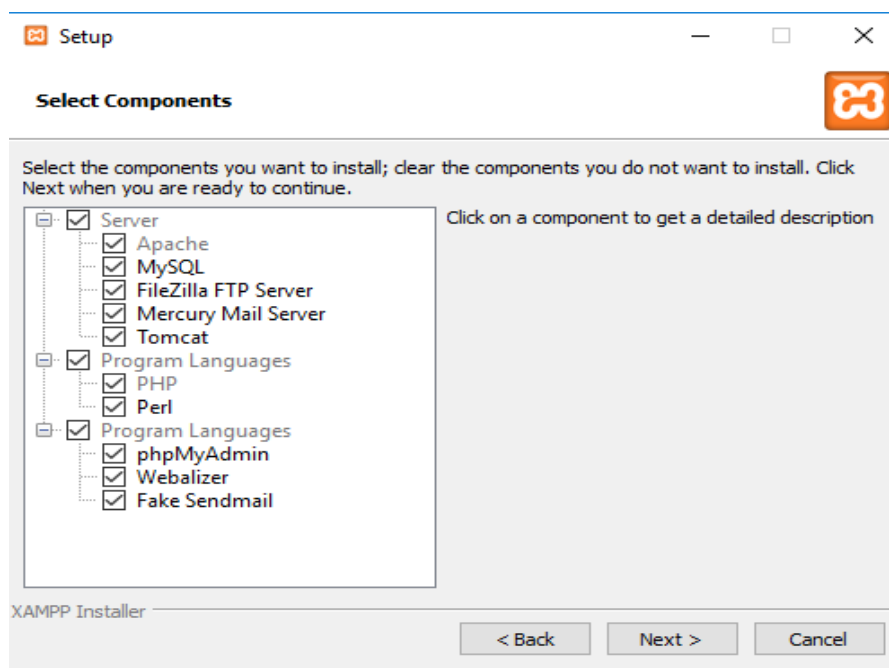 Setup
Select Components
Select the components you want to install; clear the components you do not want to install. Click
Next when you are ready to continue.
Server
Apache
MySQL
FileZilla FTP Server
Mercury Mail Server
Tomcat
Program Languages
PHP
Perl
Program Languages
phpMyAdmin
Webalizer
Fake Sendmail
Click on a component to get a detailed description
XAMPP Installer
< Back
Next >
Cancel